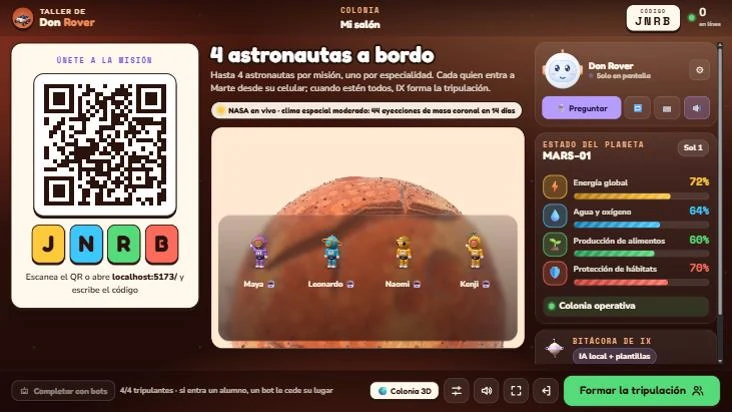 TALLER DE
Don Rover
COLONIA
Mi salón
CÓDIGO
JNRB
0
en línea
ÚNETE A LA MISIÓN
J N R B
Escanea el QR o abre localhost:5173/ y
escribe el código
4 astronautas a bordo
Hasta 4 astronautas por misión, uno por especialidad. Cada quien entra a
Marte desde su celular; cuando estén todos, IX forma la tripulación.
NASA en vivo · clima espacial moderado: 44 eyecciones de masa coronal en 14 días
Maya
Leonardo
Naomi
Kenji
Don Rover
Solo en pantalla
Preguntar
ESTADO DEL PLANETA
MARS-01
Sol 1
Energía global 72%
Agua y oxígeno 64%
Producción de alimentos 60%
Protección de hábitats 70%
Colonia operativa
BITÁCORA DE IX
IA local + plantillas
Completar con bots
4/4 tripulantes · si entra un alumno, un bot le cede su lugar
Colonia 3D
Formar la tripulación